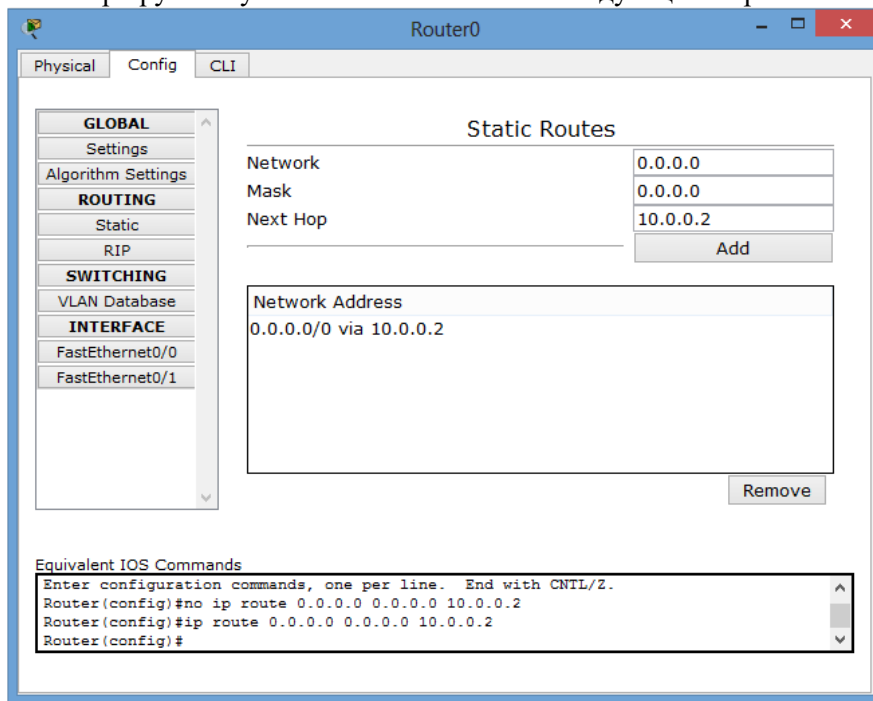 Router0
Physical Config CLI
GLOBAL
Settings
Algorithm Settings
ROUTING
Static
RIP
SWITCHING
VLAN Database
INTERFACE
FastEthernet0/0
FastEthernet0/1
Static Routes
Network 0.0.0.0
Mask 0.0.0.0
Next Hop 10.0.0.2
Add
Network Address
0.0.0.0/0 via 10.0.0.2
Remove
Equivalent IOS Commands
Enter configuration commands, one per line. End with CNTL/Z.
Router(config)#no ip route 0.0.0.0 0.0.0.0 10.0.0.2
Router(config)#ip route 0.0.0.0 0.0.0.0 10.0.0.2
Router(config)#